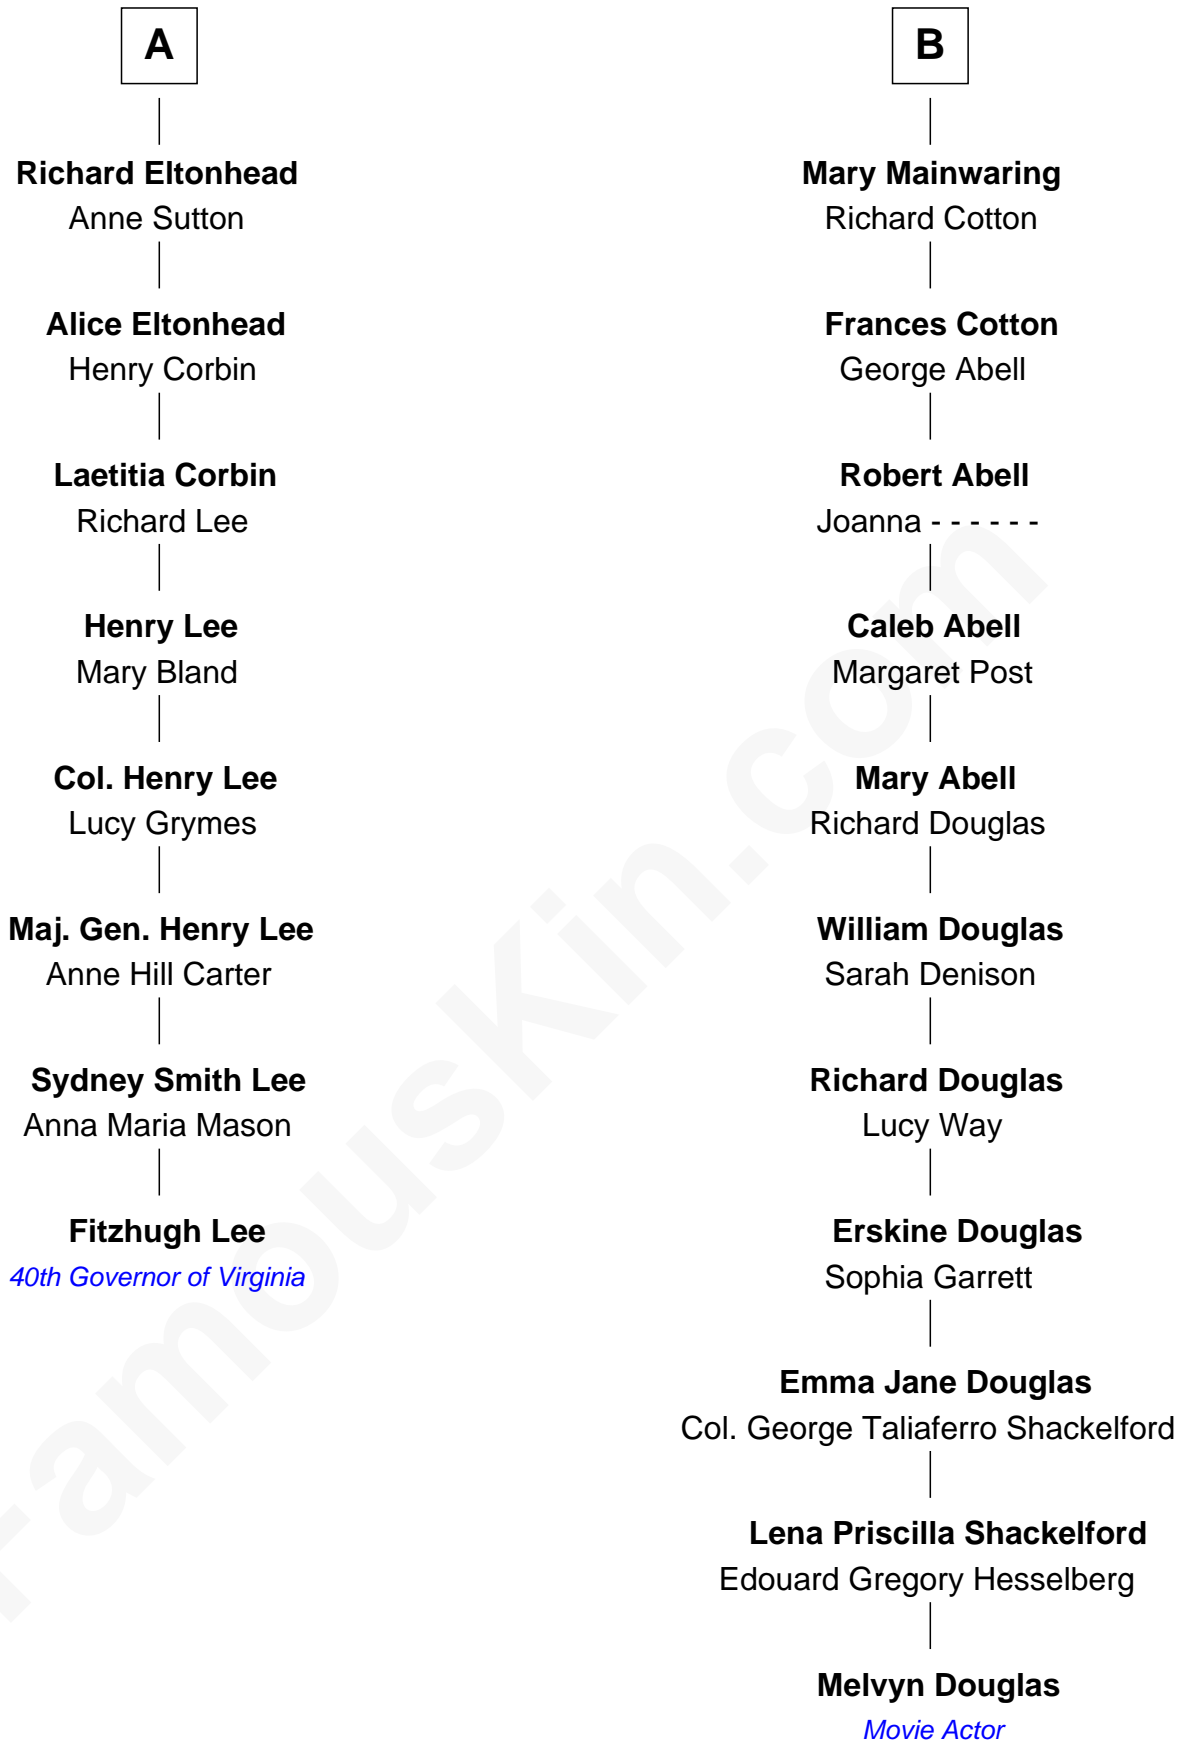 A
Richard Eltonhead
Anne Sutton
Alice Eltonhead
Henry Corbin
Laetitia Corbin
Richard Lee
Henry Lee
Mary Bland
Col. Henry Lee
Lucy Grymes
Maj. Gen. Henry Lee
Anne Hill Carter
Sydney Smith Lee
Anna Maria Mason
Fitzhugh Lee
40th Governor of Virginia
B
Mary Mainwaring
Richard Cotton
Frances Cotton
George Abell
Robert Abell
Joanna - - - - - -
Caleb Abell
Margaret Post
Mary Abell
Richard Douglas
William Douglas
Sarah Denison
Richard Douglas
Lucy Way
Erskine Douglas
Sophia Garrett
Emma Jane Douglas
Col. George Taliaferro Shackelford
Lena Priscilla Shackelford
Edouard Gregory Hesselberg
Melvyn Douglas
Movie Actor
FamousKin.com